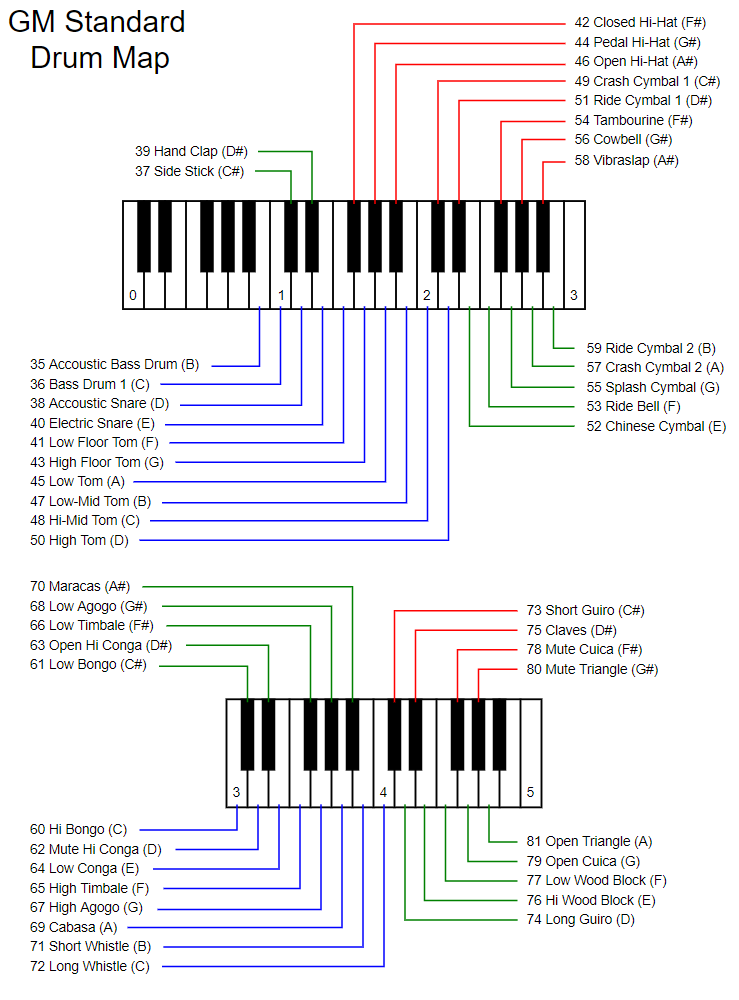 GM Standard
Drum Map
42 Closed Hi-Hat (F#)
44 Pedal Hi-Hat (G#)
46 Open Hi-Hat (A#)
49 Crash Cymbal 1 (C#)
51 Ride Cymbal 1 (D#)
54 Tambourine (F#)
56 Cowbell (G#)
58 Vibraslap (A#)
39 Hand Clap (D#)
37 Side Stick (C#)
0 1 2 3
35 Accoustic Bass Drum (B)
36 Bass Drum 1 (C)
38 Accoustic Snare (D)
40 Electric Snare (E)
41 Low Floor Tom (F)
43 High Floor Tom (G)
45 Low Tom (A)
47 Low-Mid Tom (B)
48 Hi-Mid Tom (C)
50 High Tom (D)
59 Ride Cymbal 2 (B)
57 Crash Cymbal 2 (A)
55 Splash Cymbal (G)
53 Ride Bell (F)
52 Chinese Cymbal (E)
70 Maracas (A#)
68 Low Agogo (G#)
66 Low Timbale (F#)
63 Open Hi Conga (D#)
61 Low Bongo (C#)
73 Short Guiro (C#)
75 Claves (D#)
78 Mute Cuica (F#)
80 Mute Triangle (G#)
3 4 5
60 Hi Bongo (C)
62 Mute Hi Conga (D)
64 Low Conga (E)
65 High Timbale (F)
67 High Agogo (G)
69 Cabasa (A)
71 Short Whistle (B)
72 Long Whistle (C)
81 Open Triangle (A)
79 Open Cuica (G)
77 Low Wood Block (F)
76 Hi Wood Block (E)
74 Long Guiro (D)